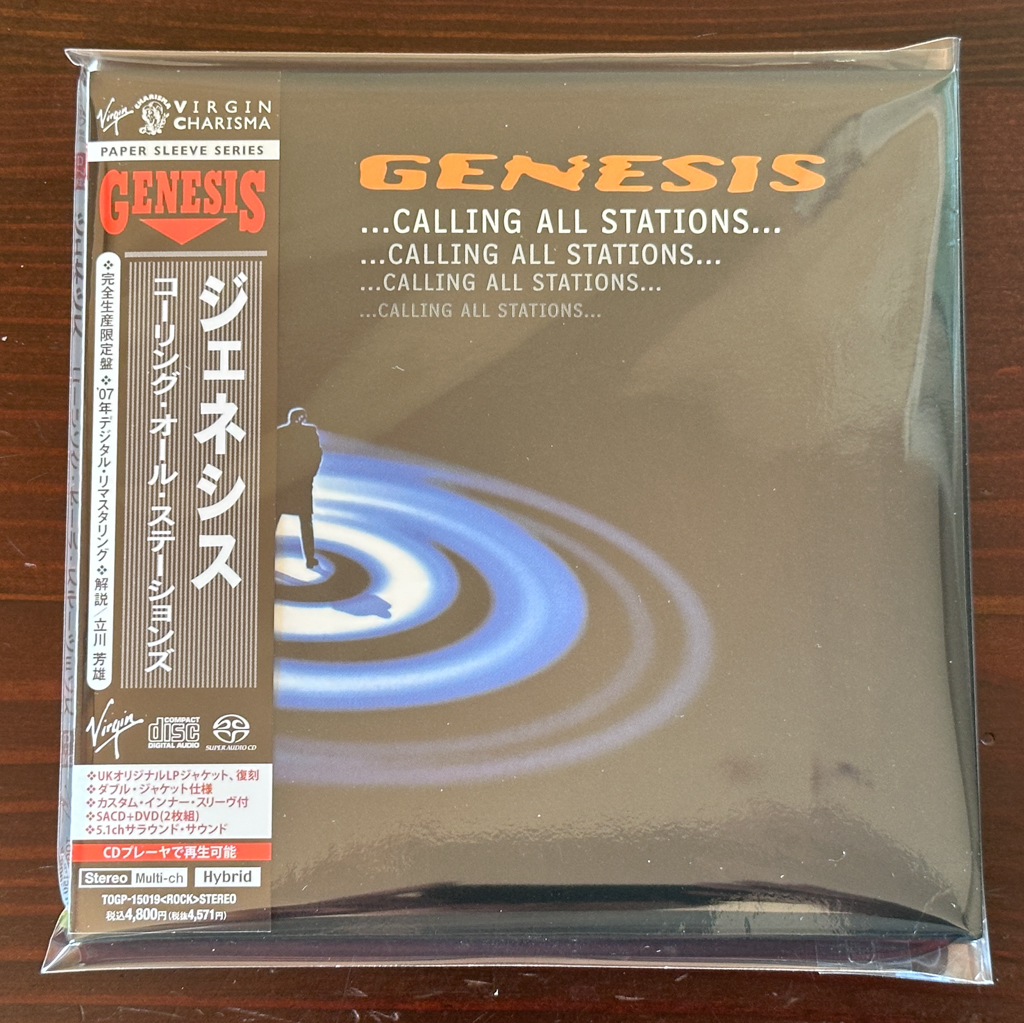 Virgin
CHARISMA
VIRGIN
CHARISMA
PAPER SLEEVE SERIES
GENESIS
ジェネシス
コーリング・オール・ステーションズ
❖完全生産限定盤❖'07年デジタル・リマスタリング❖解説/立川 芳雄
Virgin
COMPACT
disc
DIGITAL AUDIO
SUPER AUDIO CD
❖UKオリジナルLPジャケット、復刻
❖ダブル・ジャケット仕様
❖カスタム・インナー・スリーヴ付
❖SACD+DVD(2枚組)
❖5.1chサラウンド・サウンド
CDプレーヤで再生可能
Stereo Multi-ch Hybrid
TOGP-15019<ROCK>STEREO
税込4,800円(税抜4,571円)
GENESIS
...CALLING ALL STATIONS...
...CALLING ALL STATIONS...
...CALLING ALL STATIONS...
...CALLING ALL STATIONS...